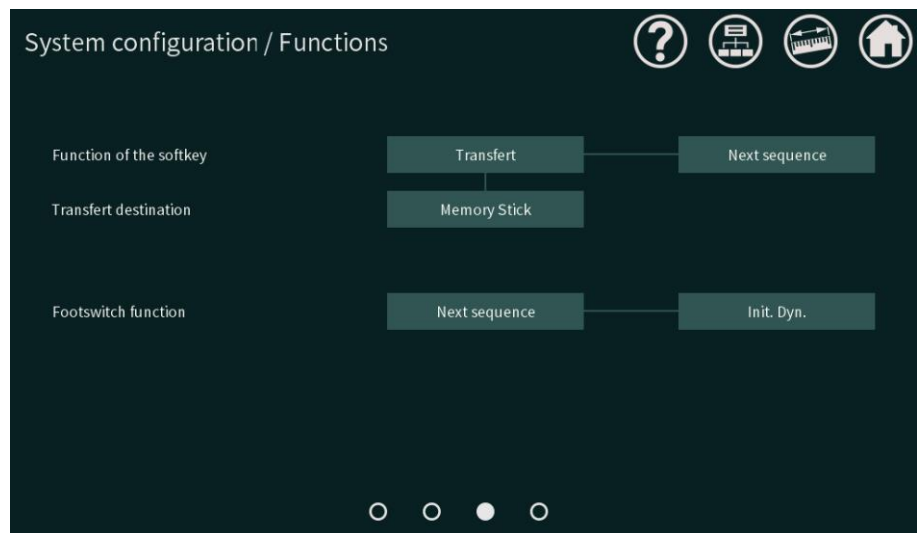 System configuration / Functions
Function of the softkey Transfert Next sequence
Transfert destination Memory Stick
Footswitch function Next sequence Init. Dyn.